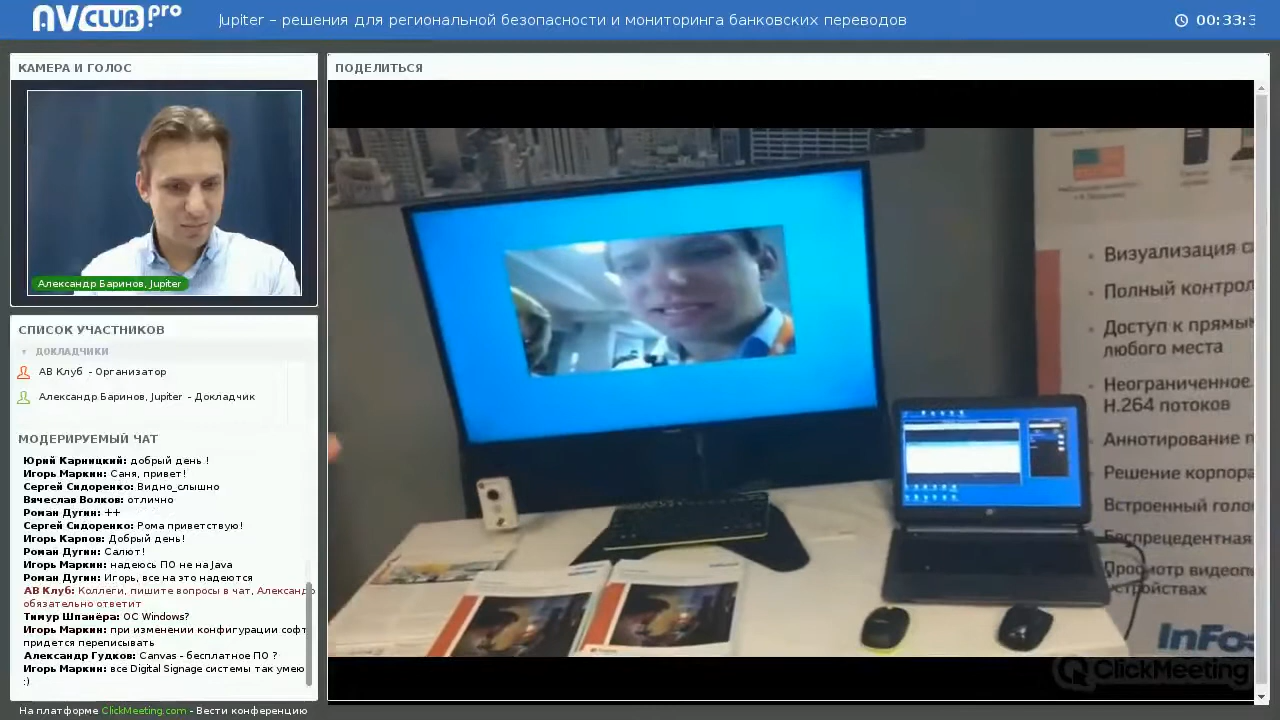 AVCLUB.pro
Jupiter – решения для региональной безопасности и мониторинга банковских переводов
00:33:3
КАМЕРА И ГОЛОС
Александр Баринов, Jupiter
СПИСОК УЧАСТНИКОВ
ДОКЛАДЧИКИ
АВ Клуб - Организатор
Александр Баринов, Jupiter - Докладчик
МОДЕРИРУЕМЫЙ ЧАТ
Юрий Карницкий: добрый день !
Игорь Маркин: Саня, привет!
Сергей Сидоренко: Видно_слышно
Вячеслав Волков: отлично
Роман Дугин: ++
Сергей Сидоренко: Рома приветствую!
Игорь Карпов: Добрый день!
Роман Дугин: Салют!
Игорь Маркин: надеюсь ПО не на Java
Роман Дугин: Игорь, все на это надеются
АВ Клуб: Коллеги, пишите вопросы в чат, Александр
обязательно ответит
Тимур Шпанёра: ОС Windows?
Игорь Маркин: при изменении конфигурации софт
придется переписывать
Александр Гудков: Canvas - бесплатное ПО ?
Игорь Маркин: все Digital Signage системы так умею
:)
На платформе ClickMeeting.com - Вести конференцию
ПОДЕЛИТЬСЯ
Визуализация
Полный контрол
Доступ к прямы
любого места
Неограниченное
H.264 потоков
Аннотирование
Решение корпора
Встроенный голо
Беспрецедентная
Просмотр видеопо
устройствах
InFo
ClickMeeting